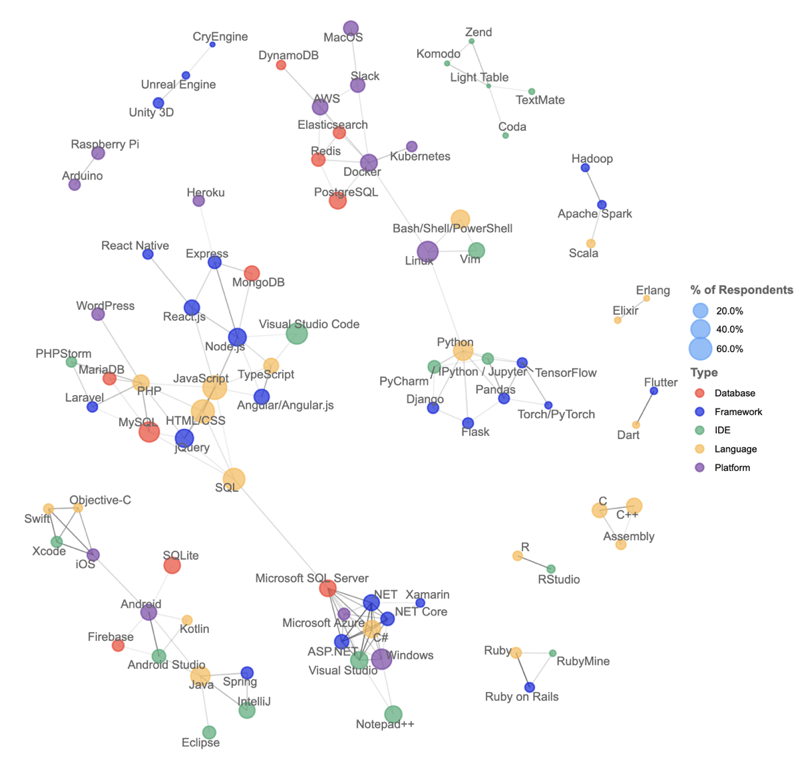 CryEngine
Unreal Engine
Unity 3D
Raspberry Pi
Arduino
MacOS
DynamoDB
Slack
AWS
Elasticsearch
Redis
Kubernetes
Docker
PostgreSQL
Zend
Komodo
Light Table
TextMate
Coda
Hadoop
Apache Spark
Scala
Bash/Shell/PowerShell
Linux
Vim
Heroku
React Native
Express
MongoDB
WordPress
React.js
Visual Studio Code
Node.js
PHPStorm
MariaDB
JavaScript
TypeScript
PHP
Laravel
Angular/Angular.js
HTML/CSS
MySQL
jQuery
SQL
Python
IPython / Jupyter
TensorFlow
PyCharm
Pandas
Django
Torch/PyTorch
Flask
Erlang
Elixir
% of Respondents
20.0%
40.0%
60.0%
Type
Database
Framework
IDE
Language
Platform
Flutter
Dart
C
C++
Assembly
R
RStudio
Objective-C
Swift
Xcode
iOS
SQLite
Android
Kotlin
Firebase
Android Studio
Java
Spring
IntelliJ
Eclipse
Microsoft SQL Server
.NET
Xamarin
.NET Core
Microsoft Azure
C#
ASP.NET
Windows
Visual Studio
Notepad++
Ruby
RubyMine
Ruby on Rails